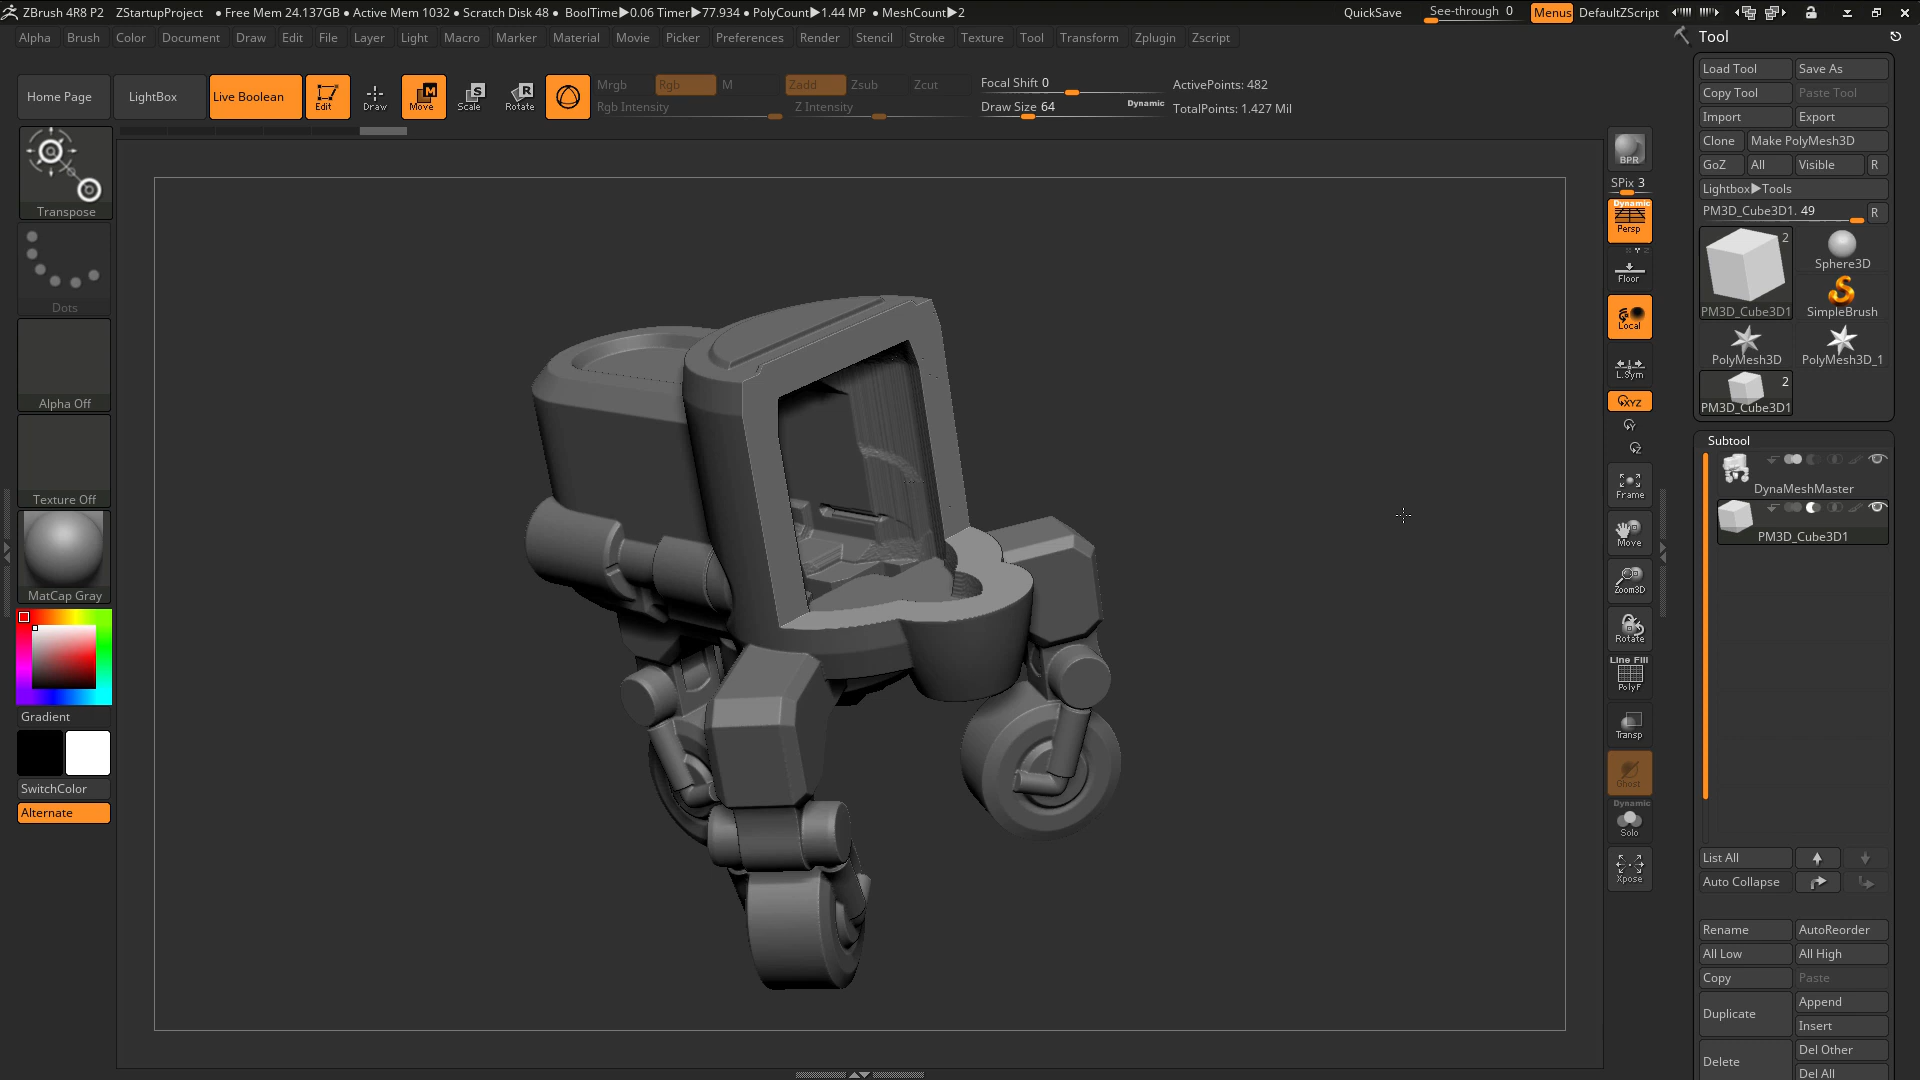 ZBrush 4R8 P2 ZStartupProject • Free Mem 24.137GB • Active Mem 1032 • Scratch Disk 48 • BoolTime▶0.06 Timer▶77.934 • PolyCount▶1.44 MP • MeshCount▶2 QuickSave See-through 0 Menus DefaultZScript
Alpha Brush Color Document Draw Edit File Layer Light Macro Marker Material Movie Picker Preferences Render Stencil Stroke Texture Tool Transform Zplugin Zscript
Home Page LightBox Live Boolean Edit Draw Move Scale Rotate
M S R
Mrgb Rgb M Zadd Zsub Zcut Focal Shift 0 ActivePoints: 482
Rgb Intensity Z Intensity Draw Size 64 Dynamic TotalPoints: 1.427 Mil
Transpose
Dots
Alpha Off
Texture Off
MatCap Gray
Gradient
SwitchColor
Alternate
BPR
SPix 3
Dynamic
Persp
Floor
Local
L.Sym
XYZ
Y
Z
Frame
Move
Zoom3D
Rotate
Line Fill
PolyF
Transp
Ghost
Dynamic
Solo
Xpose
Tool
Load Tool Save As
Copy Tool Paste Tool
Import Export
Clone Make PolyMesh3D
GoZ All Visible R
Lightbox▶Tools
PM3D_Cube3D1. 49 R
2
PM3D_Cube3D1 Sphere3D
SimpleBrush
PolyMesh3D PolyMesh3D_1
2
PM3D_Cube3D1
Subtool
DynaMeshMaster
PM3D_Cube3D1
List All
Auto Collapse
Rename AutoReorder
All Low All High
Copy Paste
Duplicate Append
Insert
Delete Del Other
Del All